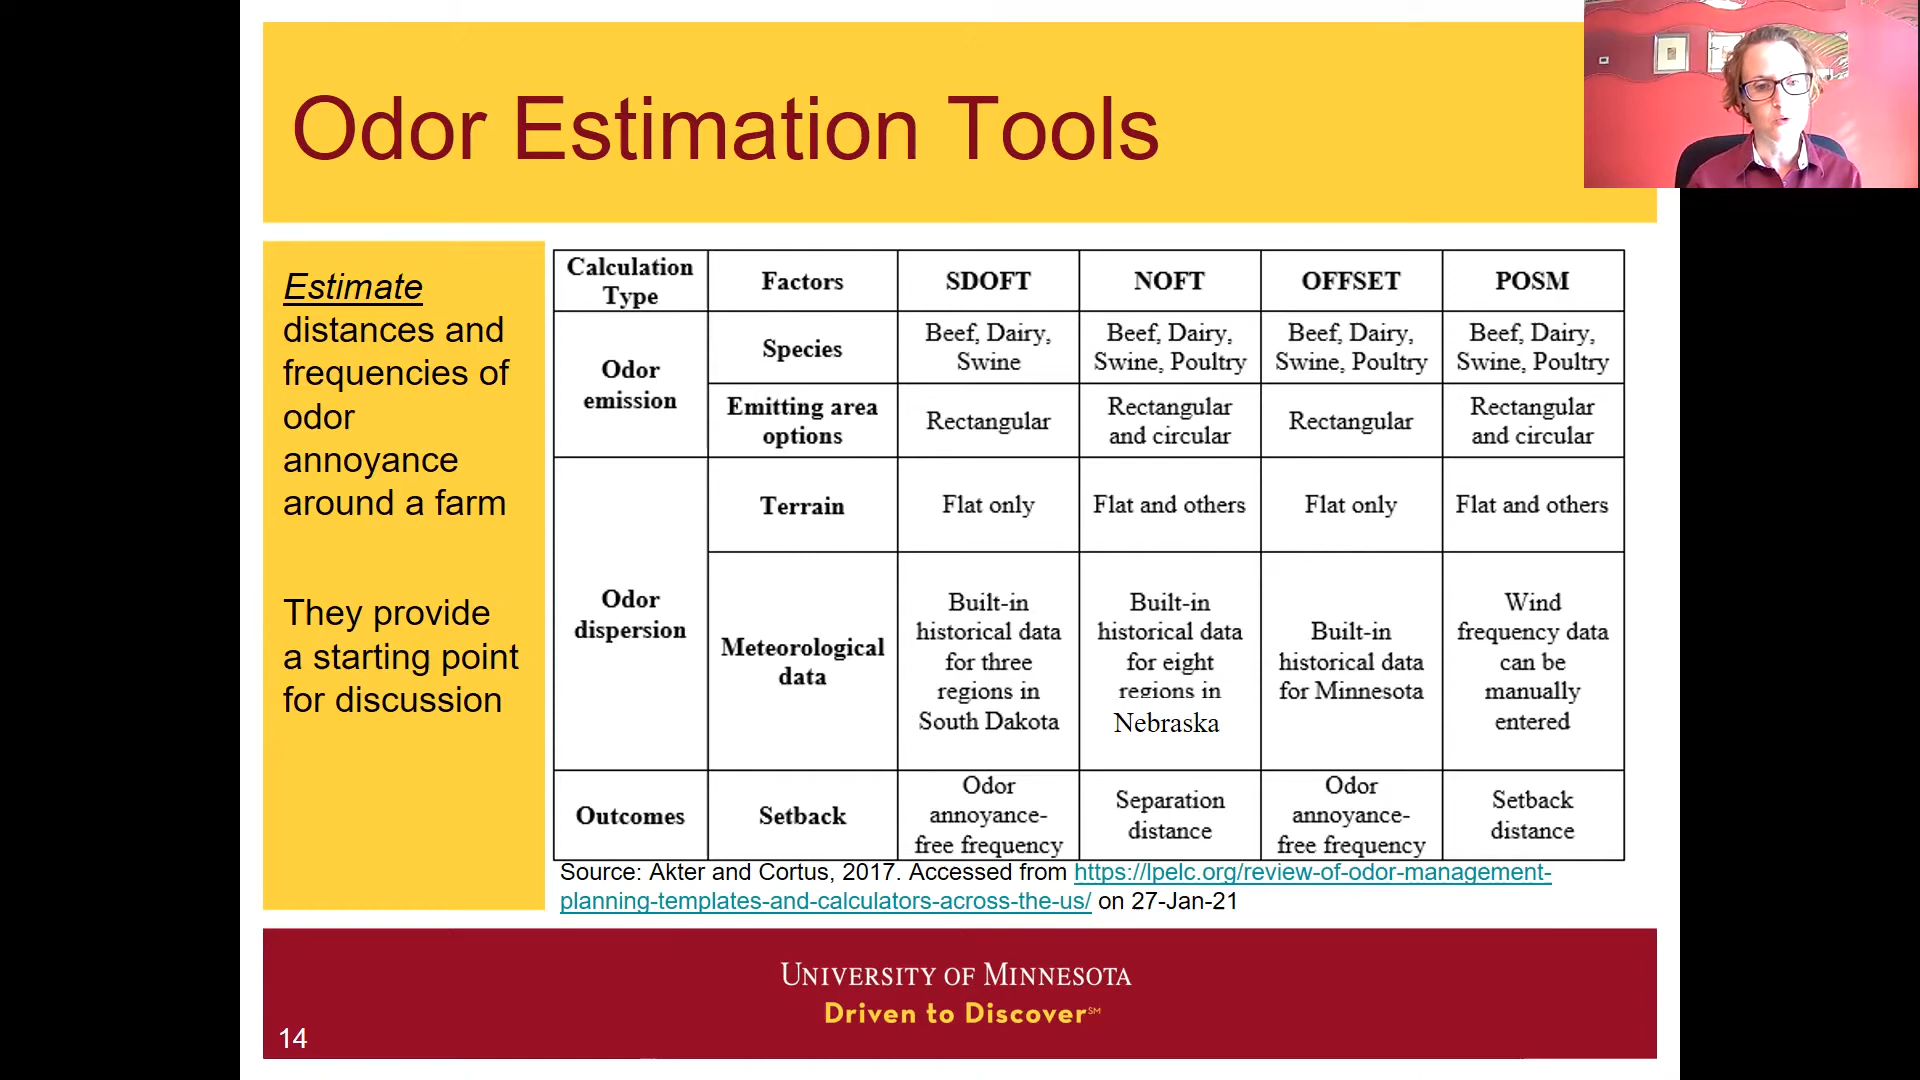 Odor Estimation Tools
Estimate
distances and
frequencies of
odor
annoyance
around a farm
They provide
a starting point
for discussion
Calculation
Type
Factors
SDOFT
NOFT
OFFSET
POSM
Odor
emission
Species
Beef, Dairy,
Swine
Beef, Dairy,
Swine, Poultry
Beef, Dairy,
Swine, Poultry
Beef, Dairy,
Swine, Poultry
Emitting area
options
Rectangular
Rectangular
and circular
Rectangular
Rectangular
and circular
Odor
dispersion
Terrain
Flat only
Flat and others
Flat only
Flat and others
Meteorological
data
Built-in
historical data
for three
regions in
South Dakota
Built-in
historical data
for eight
regions in
Nebraska
Built-in
historical data
for Minnesota
Wind
frequency data
can be
manually
entered
Outcomes
Setback
Odor
annoyance-
free frequency
Separation
distance
Odor
annoyance-
free frequency
Setback
distance
Source: Akter and Cortus, 2017. Accessed from https://lpelc.org/review-of-odor-management-
planning-templates-and-calculators-across-the-us/ on 27-Jan-21
UNIVERSITY OF MINNESOTA
Driven to Discover℠
14